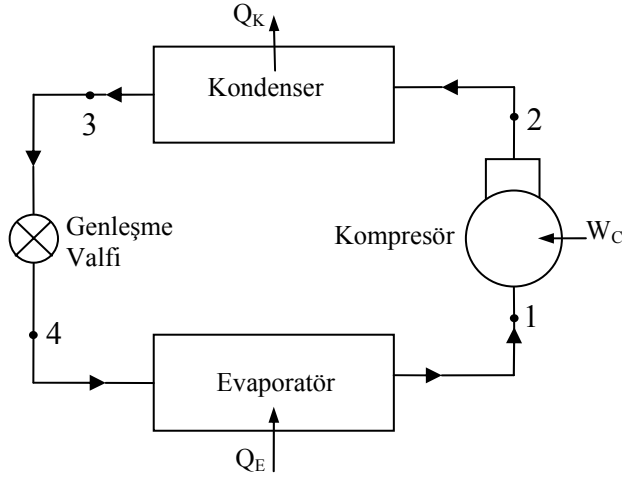 Q_K
Kondenser
3
2
Genleşme
Valfi
Kompresör
W_C
4
1
Evaporatör
Q_E